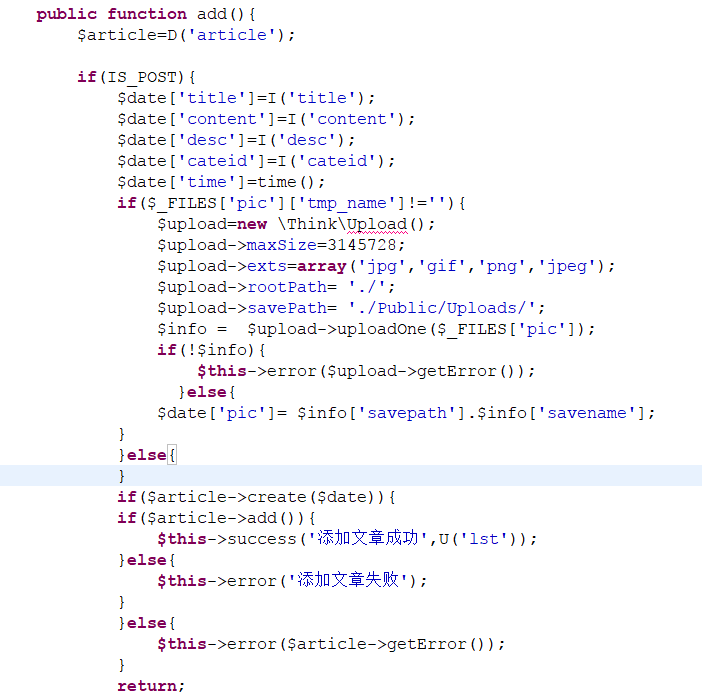 public function add(){
$article=D('article');
if(IS_POST){
$date['title']=I('title');
$date['content']=I('content');
$date['desc']=I('desc');
$date['cateid']=I('cateid');
$date['time']=time();
if($_FILES['pic']['tmp_name']!=''){
$upload=new \Think\Upload();
$upload->maxSize=3145728;
$upload->exts=array('jpg','gif','png','jpeg');
$upload->rootPath= './';
$upload->savePath= './Public/Uploads/';
$info =  $upload->uploadOne($_FILES['pic']);
if(!$info){
$this->error($upload->getError());
}else{
$date['pic']= $info['savepath'].$info['savename'];
}
}else{
}
if($article->create($date)){
if($article->add()){
$this->success('添加文章成功',U('lst'));
}else{
$this->error('添加文章失败');
}
}else{
$this->error($article->getError());
}
return;